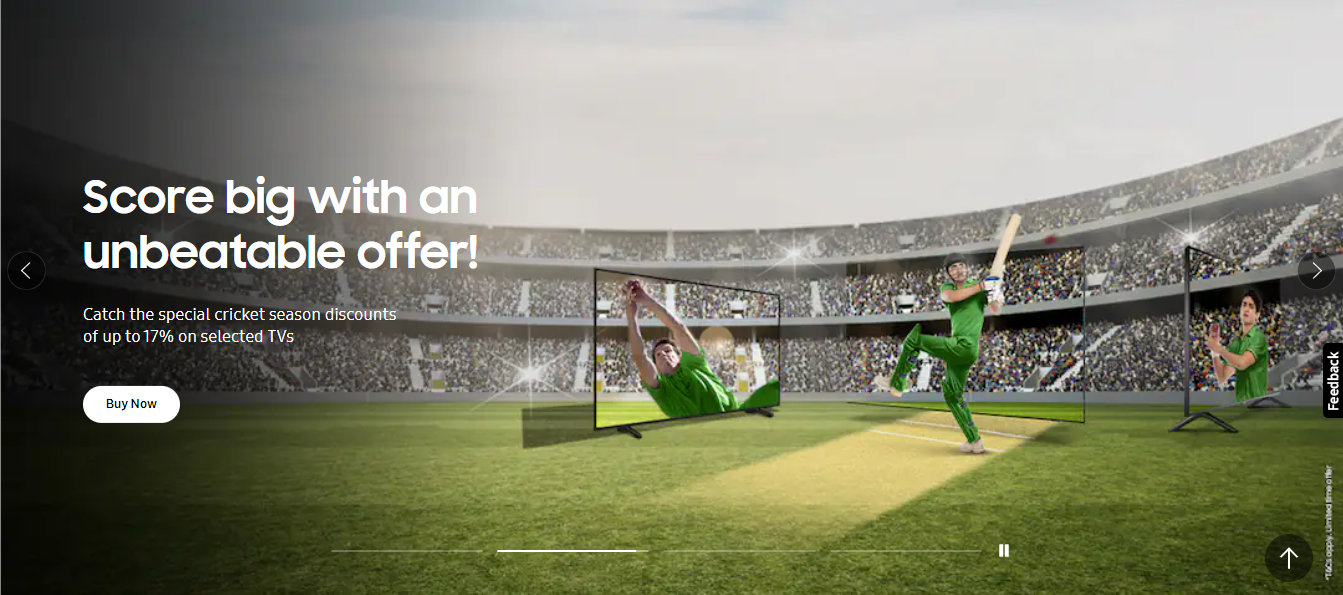 Score big with an
unbeatable offer!
Catch the special cricket season discounts
of up to 17% on selected TVs
Buy Now
Feedback
*T&Cs apply. Limited time offer